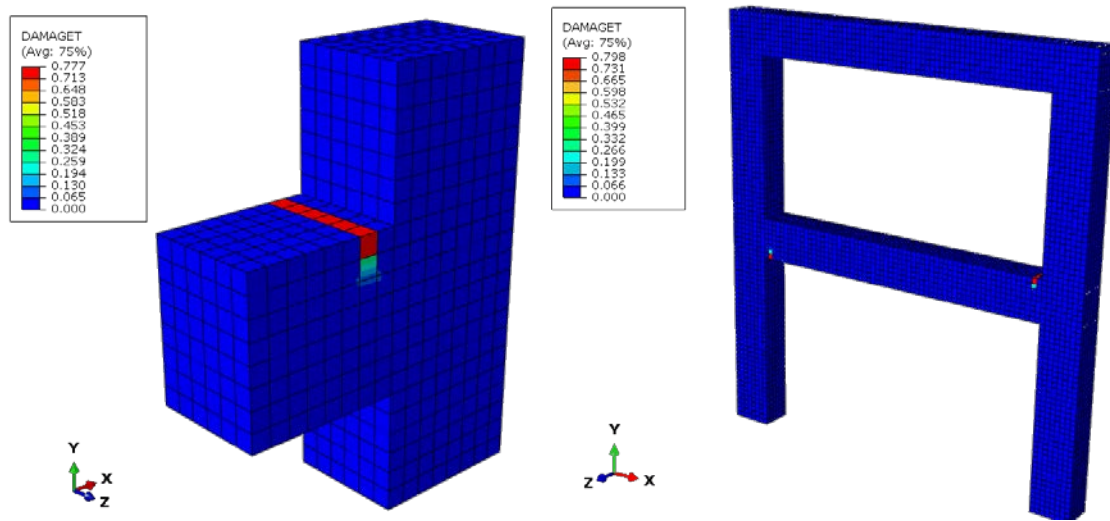 DAMAGET
(Avg: 75%)
0.777
0.713
0.648
0.583
0.518
0.453
0.389
0.324
0.259
0.194
0.130
0.065
0.000
Y
X
Z
DAMAGET
(Avg: 75%)
0.798
0.731
0.665
0.598
0.532
0.465
0.399
0.332
0.266
0.199
0.133
0.066
0.000
Y
Z
X